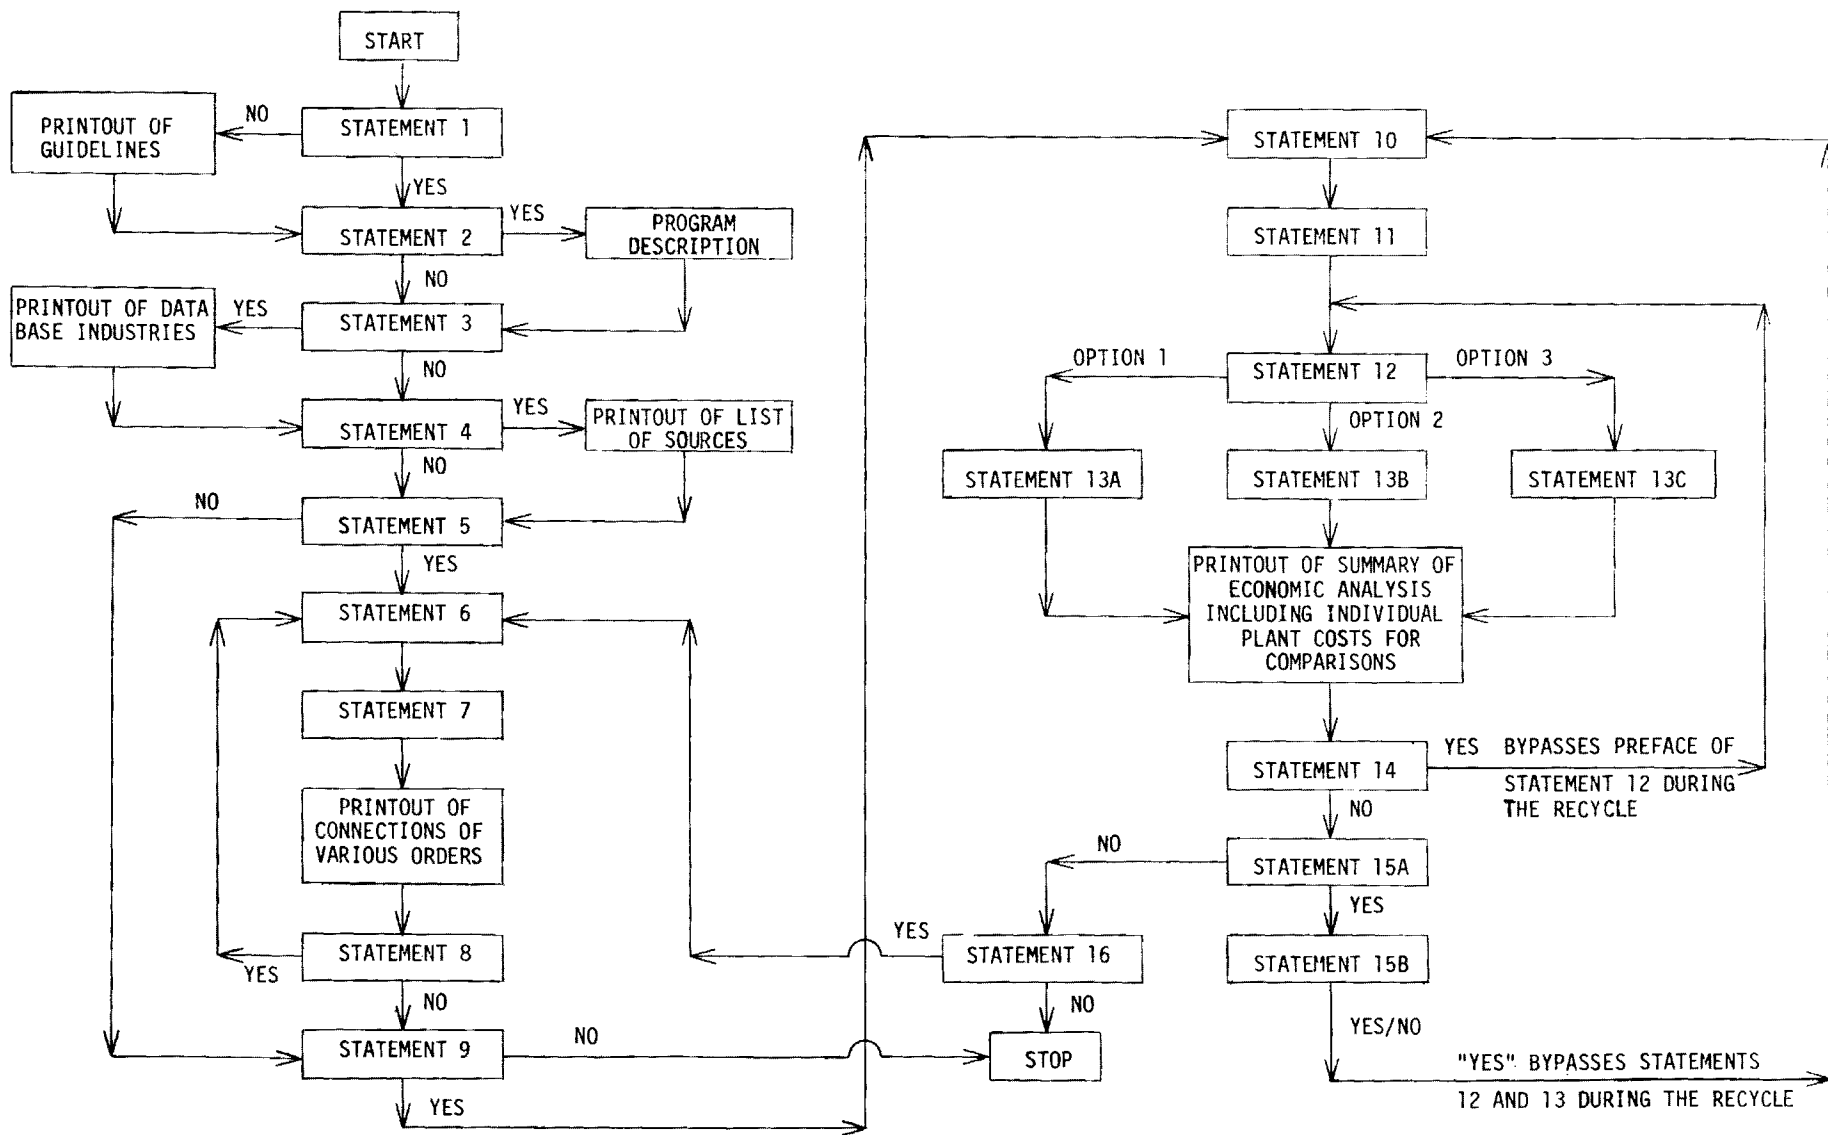 START
PRINTOUT OF
GUIDELINES
NO
STATEMENT 1
YES
STATEMENT 2
YES
PROGRAM
DESCRIPTION
NO
PRINTOUT OF DATA
BASE INDUSTRIES
YES
STATEMENT 3
NO
STATEMENT 4
YES
PRINTOUT OF LIST
OF SOURCES
NO
NO
STATEMENT 5
YES
STATEMENT 6
STATEMENT 7
PRINTOUT OF
CONNECTIONS OF
VARIOUS ORDERS
STATEMENT 8
YES
NO
STATEMENT 9
NO
YES
STATEMENT 10
STATEMENT 11
OPTION 1
STATEMENT 12
OPTION 3
OPTION 2
STATEMENT 13A
STATEMENT 13B
STATEMENT 13C
PRINTOUT OF SUMMARY OF
ECONOMIC ANALYSIS
INCLUDING INDIVIDUAL
PLANT COSTS FOR
COMPARISONS
STATEMENT 14
YES BYPASSES PREFACE OF
STATEMENT 12 DURING
THE RECYCLE
NO
NO
STATEMENT 15A
YES
YES
STATEMENT 16
STATEMENT 15B
NO
STOP
YES/NO
"YES" BYPASSES STATEMENTS
12 AND 13 DURING THE RECYCLE